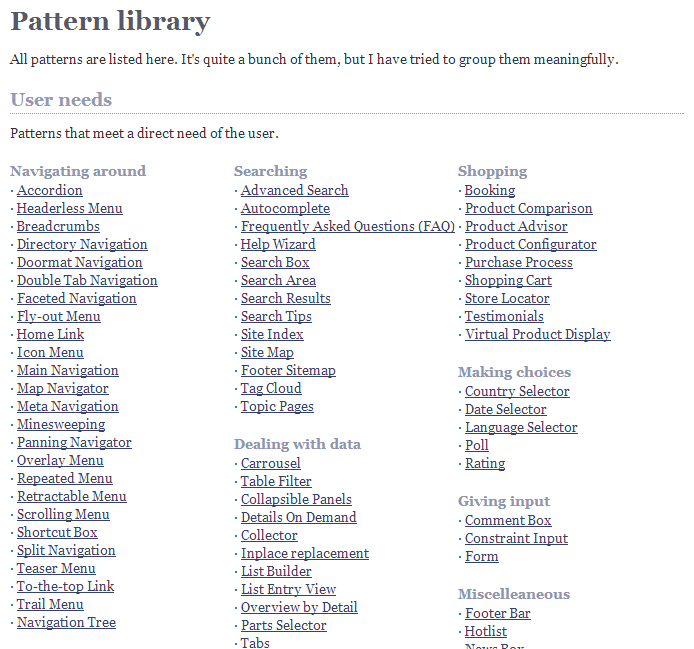 Pattern library
All patterns are listed here. It's quite a bunch of them, but I have tried to group them meaningfully.
User needs
Patterns that meet a direct need of the user.
Navigating around
· Accordion
· Headerless Menu
· Breadcrumbs
· Directory Navigation
· Doormat Navigation
· Double Tab Navigation
· Faceted Navigation
· Fly-out Menu
· Home Link
· Icon Menu
· Main Navigation
· Map Navigator
· Meta Navigation
· Minesweeping
· Panning Navigator
· Overlay Menu
· Repeated Menu
· Retractable Menu
· Scrolling Menu
· Shortcut Box
· Split Navigation
· Teaser Menu
· To-the-top Link
· Trail Menu
· Navigation Tree
Searching
· Advanced Search
· Autocomplete
· Frequently Asked Questions (FAQ)
· Help Wizard
· Search Box
· Search Area
· Search Results
· Search Tips
· Site Index
· Site Map
· Footer Sitemap
· Tag Cloud
· Topic Pages
Dealing with data
· Carrousel
· Table Filter
· Collapsible Panels
· Details On Demand
· Collector
· Inplace replacement
· List Builder
· List Entry View
· Overview by Detail
· Parts Selector
· Tabs
Shopping
· Booking
· Product Comparison
· Product Advisor
· Product Configurator
· Purchase Process
· Shopping Cart
· Store Locator
· Testimonials
· Virtual Product Display
Making choices
· Country Selector
· Date Selector
· Language Selector
· Poll
· Rating
Giving input
· Comment Box
· Constraint Input
· Form
Miscelleaneous
· Footer Bar
· Hotlist
· News Box